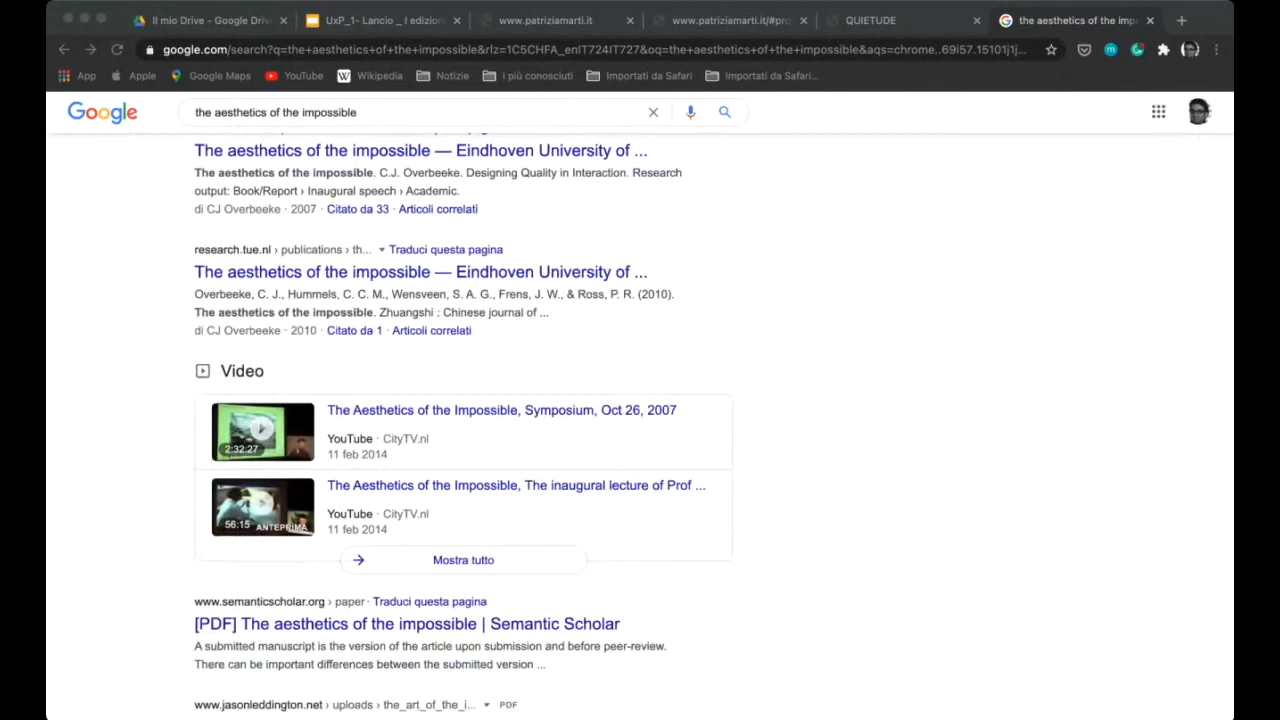 Il mio Drive - Google Driv
UxP_1- Lancio _ I edizion
www.patriziamarti.it
www.patriziamarti.it/#pro
QUIETUDE
the aesthetics of the imp
google.com/search?q=the+aesthetics+of+the+impossible&rlz=1C5CHFA_enIT724IT727&oq=the+aesthetics+of+the+impossible&aqs=chrome..69i57.15101j1j...
App
Apple
Google Maps
YouTube
Wikipedia
Notizie
I più conosciuti
Importati da Safari
Importati da Safari...
Google
the aesthetics of the impossible
The aesthetics of the impossible — Eindhoven University of ...
The aesthetics of the impossible. C.J. Overbeeke. Designing Quality in Interaction. Research
output: Book/Report › Inaugural speech › Academic.
di CJ Overbeeke · 2007 · Citato da 33 · Articoli correlati
research.tue.nl › publications › th... Traduci questa pagina
The aesthetics of the impossible — Eindhoven University of ...
Overbeeke, C. J., Hummels, C. C. M., Wensveen, S. A. G., Frens, J. W., & Ross, P. R. (2010).
The aesthetics of the impossible. Zhuangshi : Chinese journal of ...
di CJ Overbeeke · 2010 · Citato da 1 · Articoli correlati
Video
The Aesthetics of the Impossible, Symposium, Oct 26, 2007
YouTube · CityTV.nl
2:32:27
11 feb 2014
The Aesthetics of the Impossible, The inaugural lecture of Prof ...
YouTube · CityTV.nl
56:15 ANTEPRIMA
11 feb 2014
Mostra tutto
www.semanticscholar.org › paper · Traduci questa pagina
[PDF] The aesthetics of the impossible | Semantic Scholar
A submitted manuscript is the version of the article upon submission and before peer-review.
There can be important differences between the submitted version ...
www.jasonleddington.net › uploads › the_art_of_the_i... PDF